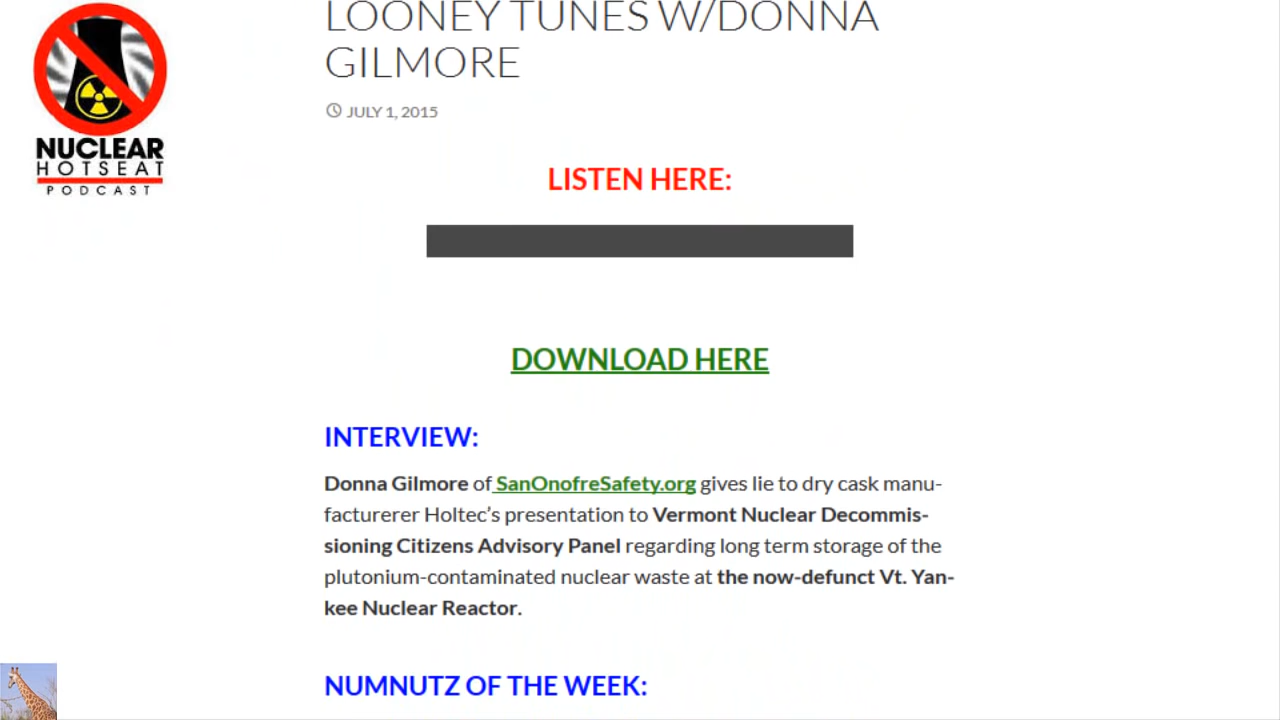 LOONEY TUNES W/DONNA
GILMORE
JULY 1, 2015
NUCLEAR
HOTSEAT
PODCAST
LISTEN HERE:
DOWNLOAD HERE
INTERVIEW:
Donna Gilmore of SanOnofreSafety.org gives lie to dry cask manu-
facturerer Holtec’s presentation to Vermont Nuclear Decommis-
sioning Citizens Advisory Panel regarding long term storage of the
plutonium-contaminated nuclear waste at the now-defunct Vt. Yan-
kee Nuclear Reactor.
NUMNUTZ OF THE WEEK: